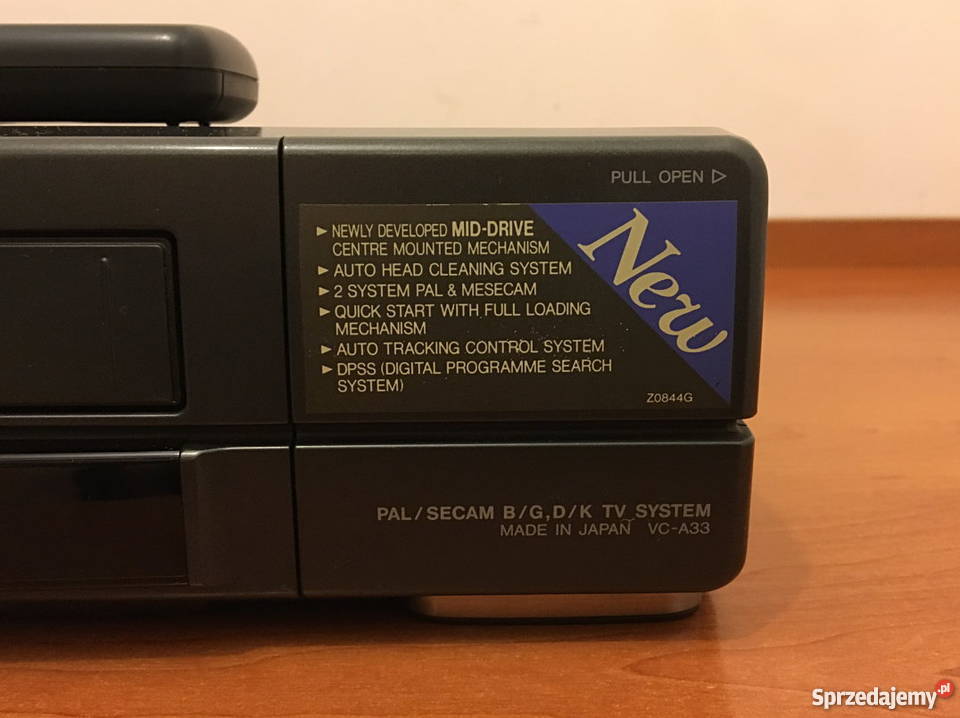 PULL OPEN ▷
► NEWLY DEVELOPED MID-DRIVE
CENTRE MOUNTED MECHANISM
► AUTO HEAD CLEANING SYSTEM
► 2 SYSTEM PAL & MESECAM
► QUICK START WITH FULL LOADING
MECHANISM
► AUTO TRACKING CONTROL SYSTEM
► DPSS (DIGITAL PROGRAMME SEARCH
SYSTEM)
New
Z0844G
PAL/SECAM B/G,D/K TV SYSTEM
MADE IN JAPAN VC-A33
Sprzedajemy.pl